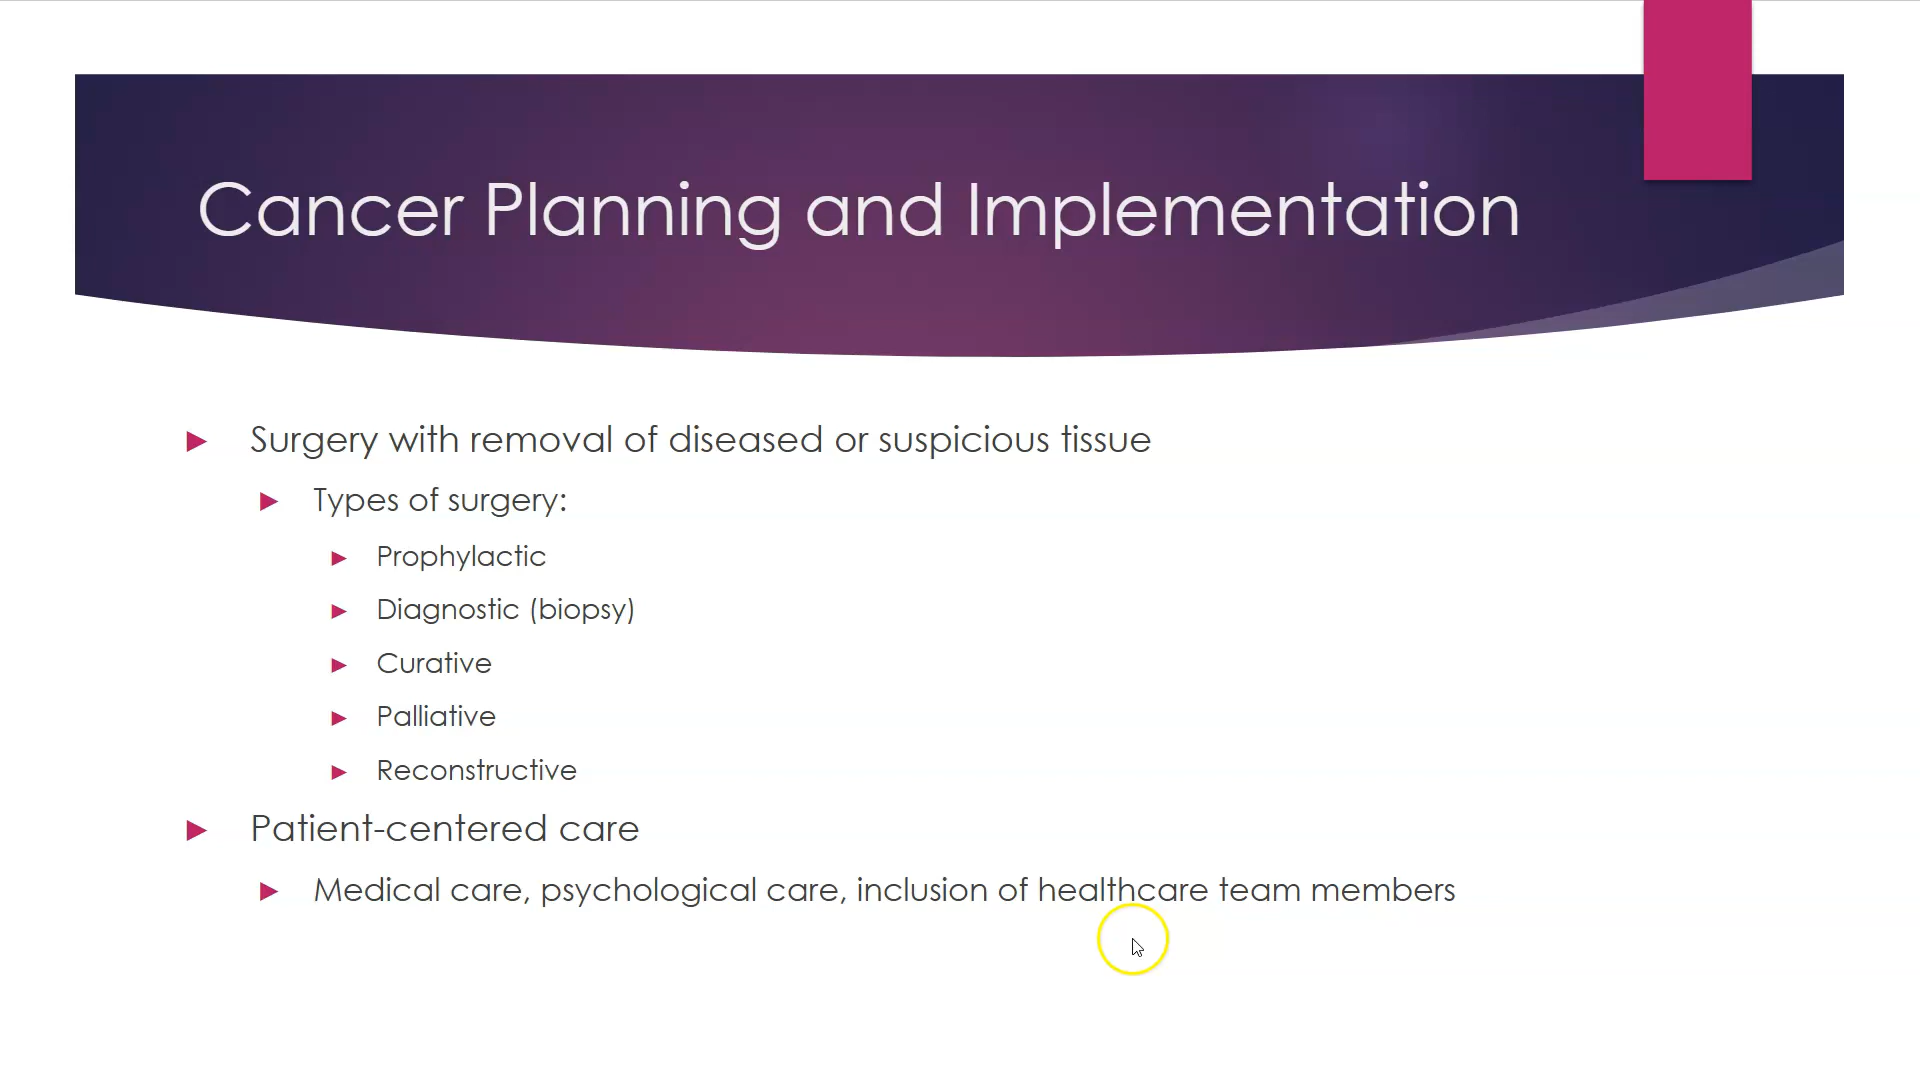 Cancer Planning and Implementation
Surgery with removal of diseased or suspicious tissue
Types of surgery:
Prophylactic
Diagnostic (biopsy)
Curative
Palliative
Reconstructive
Patient-centered care
Medical care, psychological care, inclusion of healthcare team members